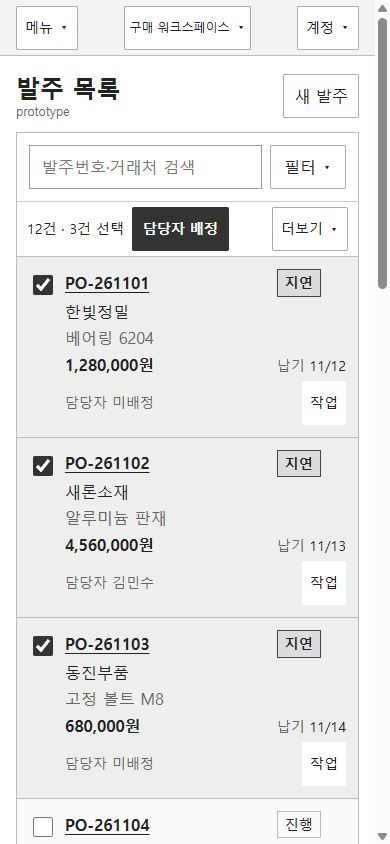 메뉴 ▾ 구매 워크스페이스 ▾ 계정 ▾
발주 목록
prototype
새 발주
발주번호·거래처 검색
필터 ▾
12건 · 3건 선택 담당자 배정 더보기 ▾
PO-261101 지연
한빛정밀
베어링 6204
1,280,000원 납기 11/12
담당자 미배정 작업
PO-261102 지연
새론소재
알루미늄 판재
4,560,000원 납기 11/13
담당자 김민수 작업
PO-261103 지연
동진부품
고정 볼트 M8
680,000원 납기 11/14
담당자 미배정 작업
PO-261104 진행